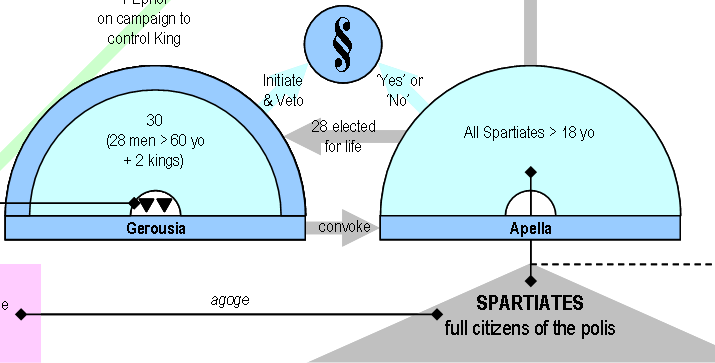 on campaign to
control King
§
Initiate
& Veto
'Yes' or
'No'
30
(28 men > 60 yo
+ 2 kings)
28 elected
for life
All Spartiates > 18 yo
Gerousia
convoke
Apella
e
agoge
SPARTIATES
full citizens of the polis